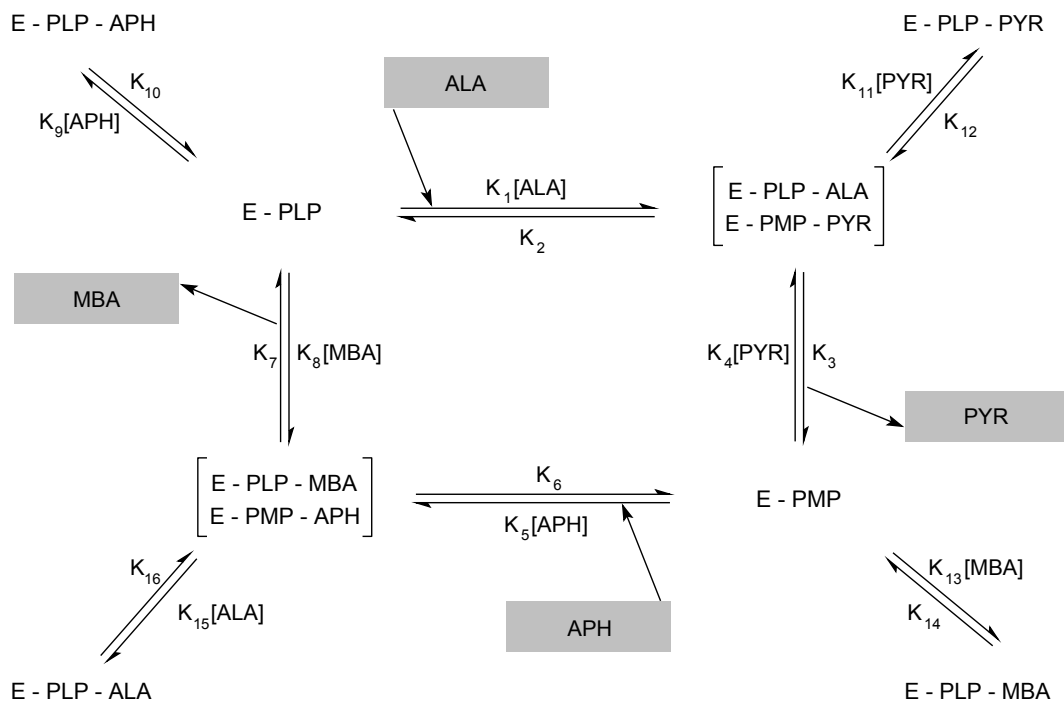 E - PLP - APH
E - PLP - PYR
K10
K9[APH]
ALA
K11[PYR]
K12
E - PLP
K1[ALA]
K2
E - PLP - ALA
E - PMP - PYR
MBA
K7
K8[MBA]
K4[PYR]
K3
PYR
E - PLP - MBA
E - PMP - APH
K6
K5[APH]
E - PMP
K16
K15[ALA]
APH
K13[MBA]
K14
E - PLP - ALA
E - PLP - MBA